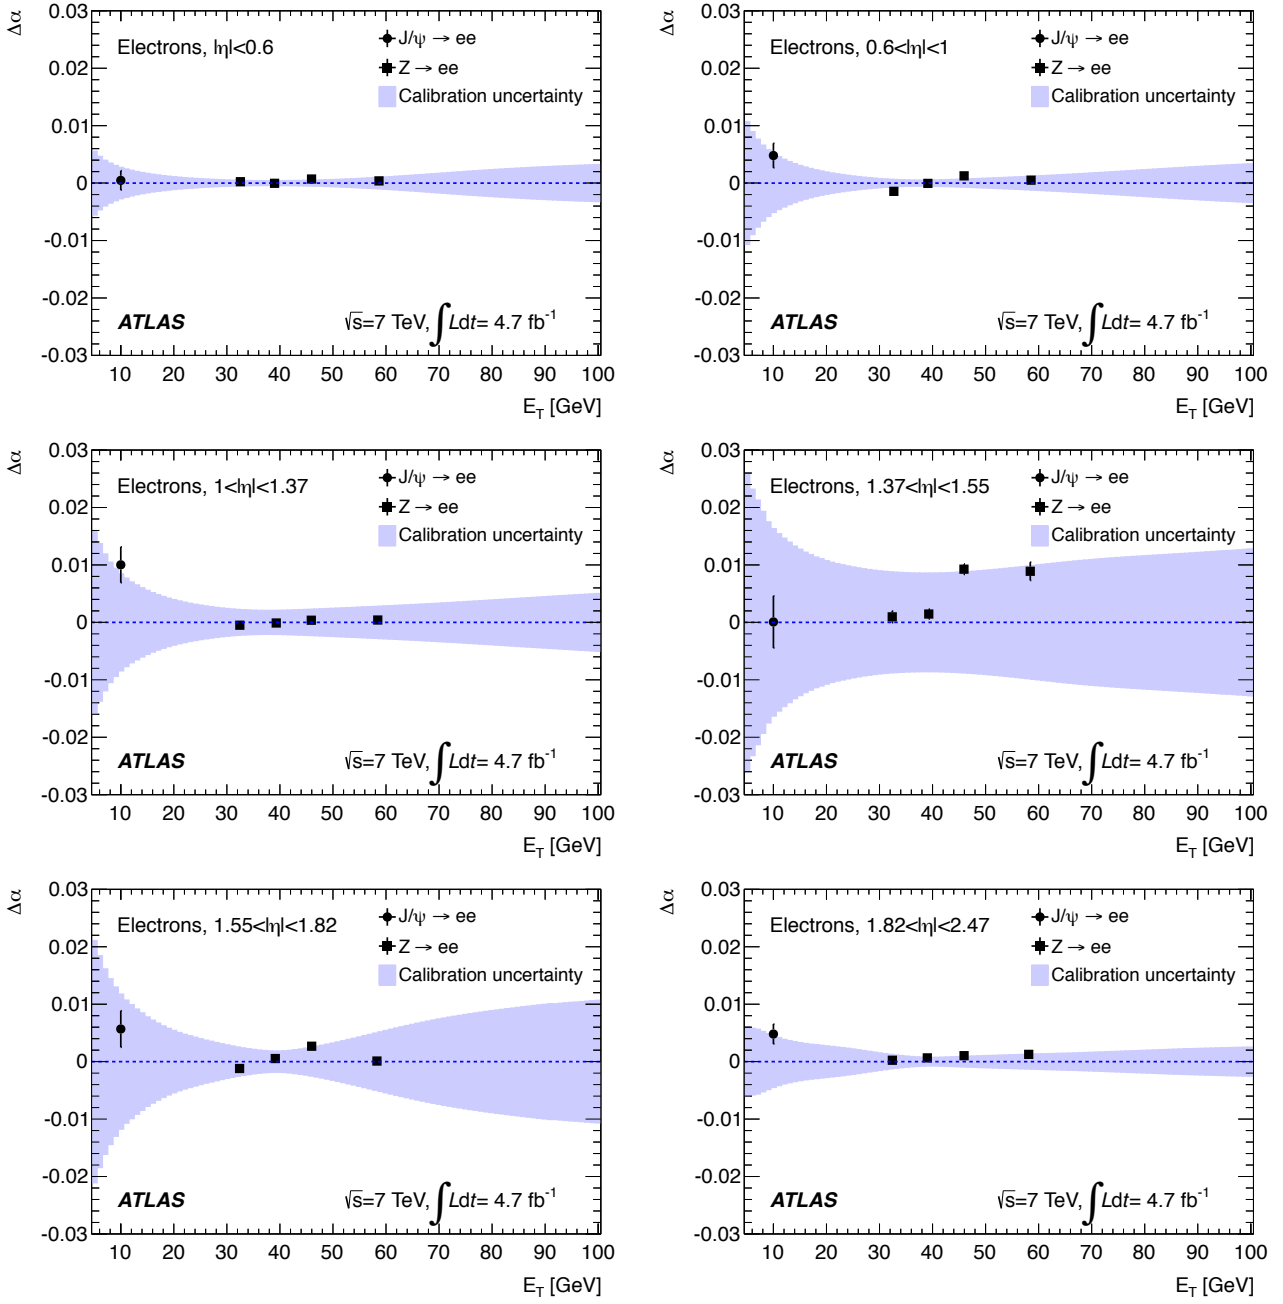 Δα
0.03
0.02
0.01
0
-0.01
-0.02
-0.03
Electrons, |η|<0.6
J/ψ → ee
Z → ee
Calibration uncertainty
ATLAS
√s=7 TeV, ∫Ldt= 4.7 fb⁻¹
10 20 30 40 50 60 70 80 90 100
E_T [GeV]
Δα
0.03
0.02
0.01
0
-0.01
-0.02
-0.03
Electrons, 0.6<|η|<1
J/ψ → ee
Z → ee
Calibration uncertainty
ATLAS
√s=7 TeV, ∫Ldt= 4.7 fb⁻¹
10 20 30 40 50 60 70 80 90 100
E_T [GeV]
Δα
0.03
0.02
0.01
0
-0.01
-0.02
-0.03
Electrons, 1<|η|<1.37
J/ψ → ee
Z → ee
Calibration uncertainty
ATLAS
√s=7 TeV, ∫Ldt= 4.7 fb⁻¹
10 20 30 40 50 60 70 80 90 100
E_T [GeV]
Δα
0.03
0.02
0.01
0
-0.01
-0.02
-0.03
Electrons, 1.37<|η|<1.55
J/ψ → ee
Z → ee
Calibration uncertainty
ATLAS
√s=7 TeV, ∫Ldt= 4.7 fb⁻¹
10 20 30 40 50 60 70 80 90 100
E_T [GeV]
Δα
0.03
0.02
0.01
0
-0.01
-0.02
-0.03
Electrons, 1.55<|η|<1.82
J/ψ → ee
Z → ee
Calibration uncertainty
ATLAS
√s=7 TeV, ∫Ldt= 4.7 fb⁻¹
10 20 30 40 50 60 70 80 90 100
E_T [GeV]
Δα
0.03
0.02
0.01
0
-0.01
-0.02
-0.03
Electrons, 1.82<|η|<2.47
J/ψ → ee
Z → ee
Calibration uncertainty
ATLAS
√s=7 TeV, ∫Ldt= 4.7 fb⁻¹
10 20 30 40 50 60 70 80 90 100
E_T [GeV]